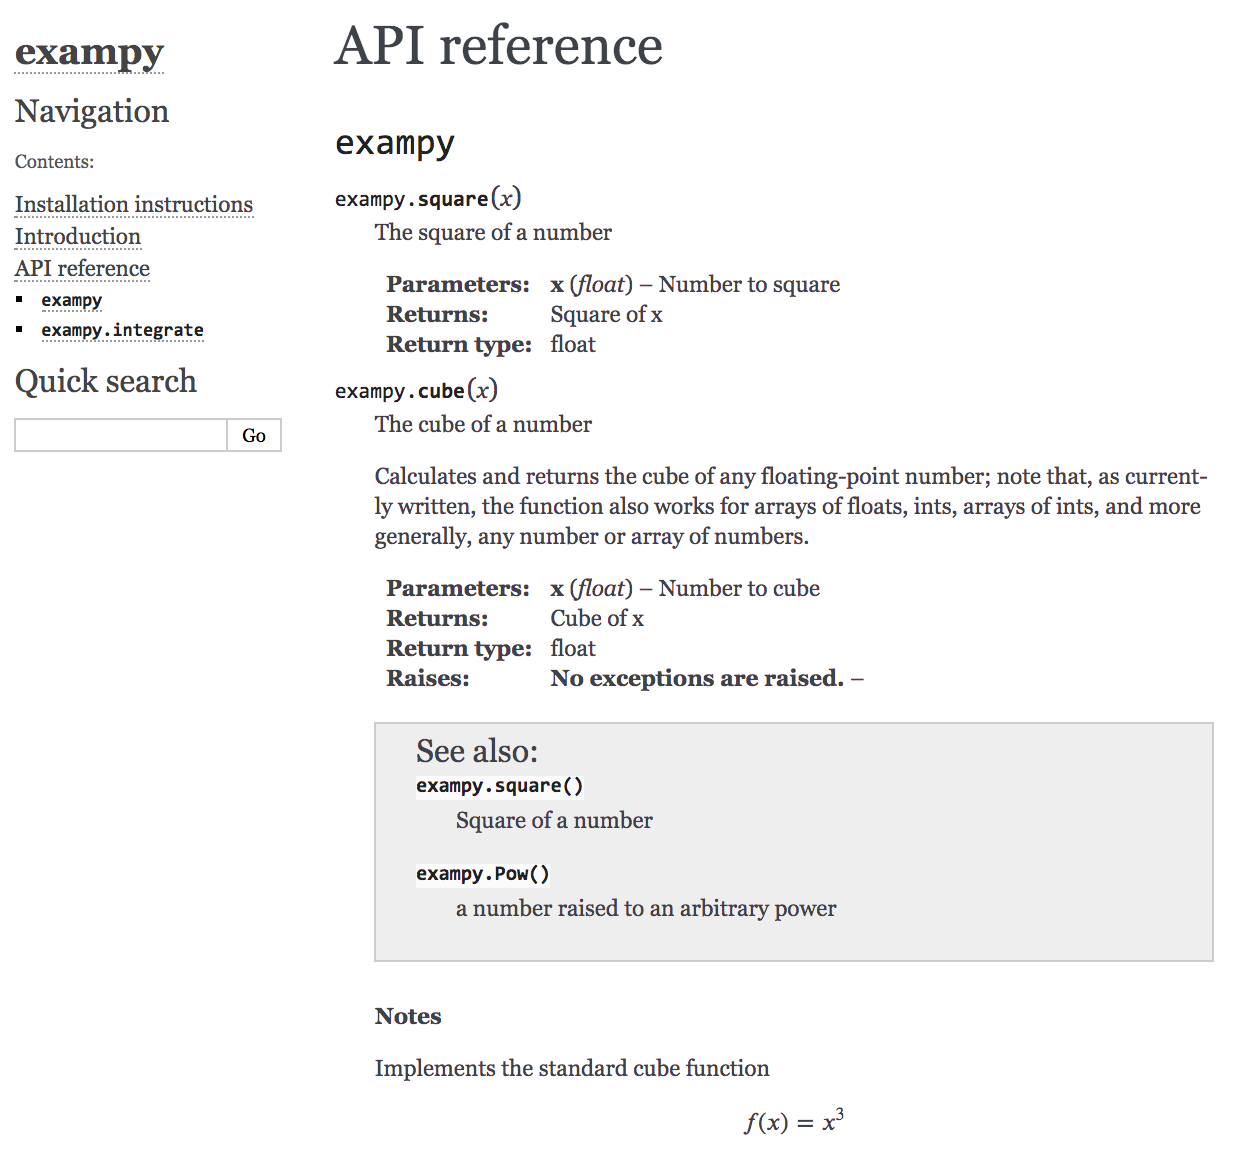 exampy
Navigation
Contents:
Installation instructions
Introduction
API reference
exampy
exampy.integrate
Quick search
Go
API reference
exampy
exampy.square(x)
The square of a number
Parameters: x (float) – Number to square
Returns: Square of x
Return type: float
exampy.cube(x)
The cube of a number
Calculates and returns the cube of any floating-point number; note that, as current-
ly written, the function also works for arrays of floats, ints, arrays of ints, and more
generally, any number or array of numbers.
Parameters: x (float) – Number to cube
Returns: Cube of x
Return type: float
Raises: No exceptions are raised. –
See also:
exampy.square()
Square of a number
exampy.Pow()
a number raised to an arbitrary power
Notes
Implements the standard cube function
f(x) = x³